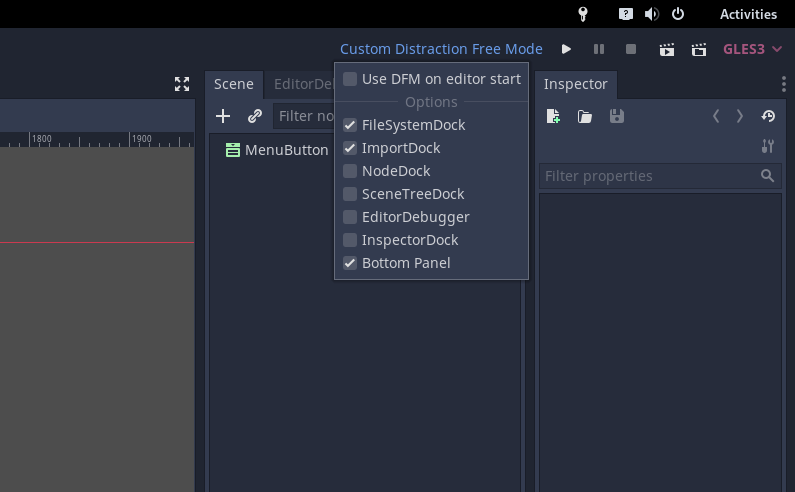 Activities
Custom Distraction Free Mode
GLES3
Scene
EditorDe
Inspector
Use DFM on editor start
Options
Filter no
FileSystemDock
1800
1900
MenuButton
ImportDock
NodeDock
Filter properties
SceneTreeDock
EditorDebugger
InspectorDock
Bottom Panel